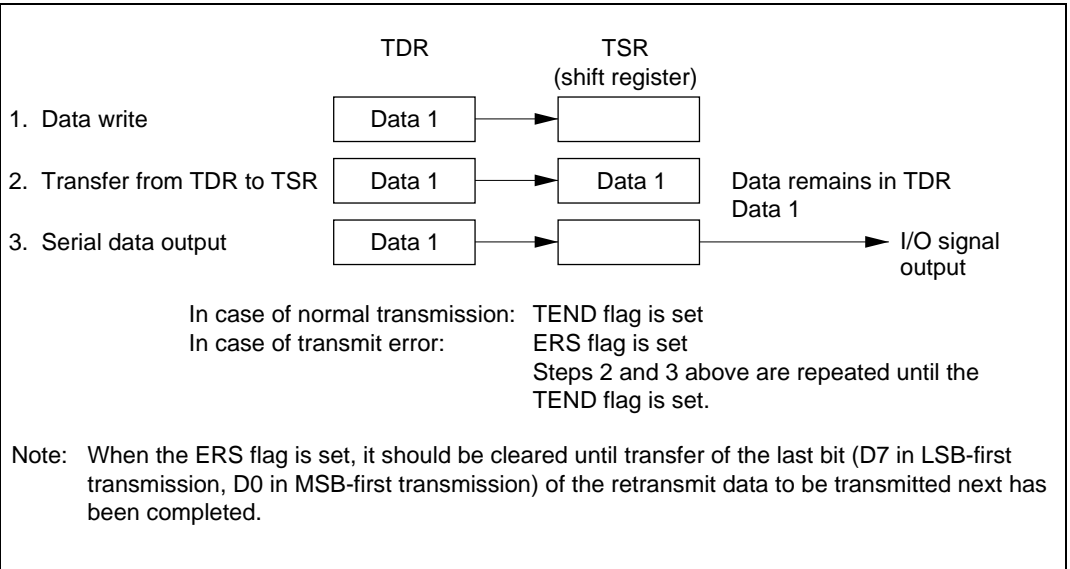 TDR TSR
(shift register)
1. Data write Data 1
2. Transfer from TDR to TSR Data 1 Data 1 Data remains in TDR
Data 1
3. Serial data output Data 1 I/O signal
output
In case of normal transmission: TEND flag is set
In case of transmit error: ERS flag is set
Steps 2 and 3 above are repeated until the
TEND flag is set.
Note: When the ERS flag is set, it should be cleared until transfer of the last bit (D7 in LSB-first
transmission, D0 in MSB-first transmission) of the retransmit data to be transmitted next has
been completed.